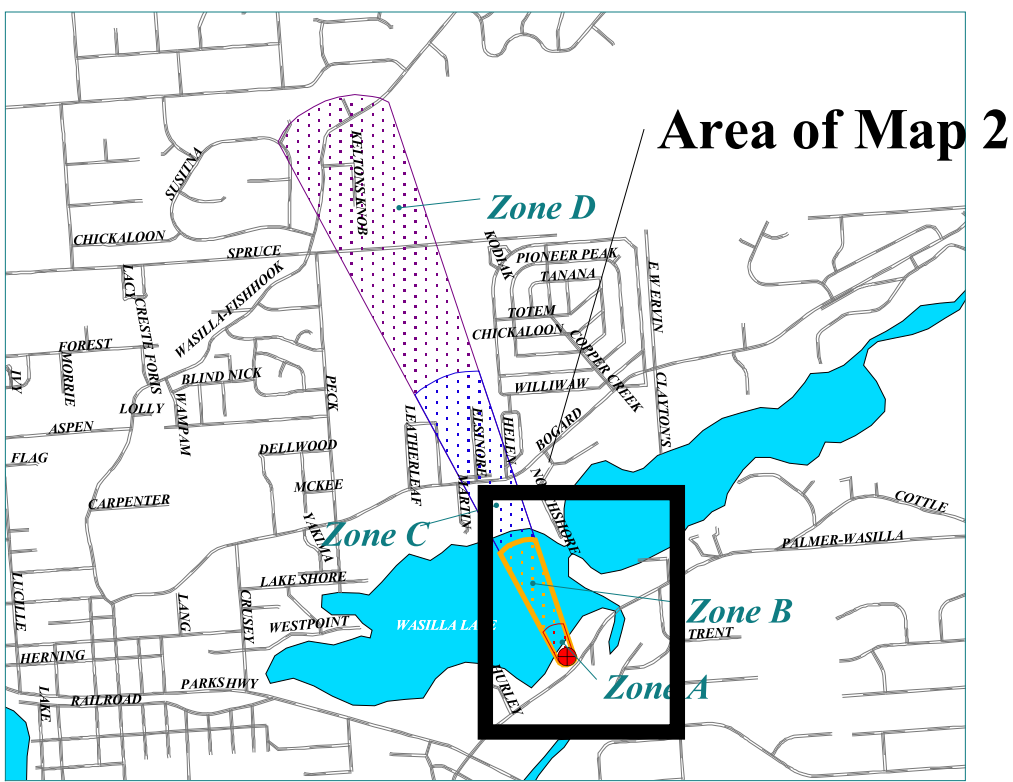 Area of Map 2
KELTONS KNOB
SUSITNA
Zone D
CHICKALOON
SPRUCE
KODIAK
PIONEER PEAK
TANANA
E W ERVIN
LACY
WASILLA-FISHHOOK
CRESTE FORIS
TOTEM
CHICKALOON
COPPER CREEK
FOREST
MORRIE
IVY
BLIND NICK
PECK
WILLIWAW
CLAYTON'S
LOLLY
WAMPAM
ASPEN
LEATHERLEAF
ELSINORE
HELEN
BOGARD
DELLWOOD
FLAG
MCKEE
MARTIN
NORTHSHORE
CARPENTER
YAKIMA
Zone C
COTTLE
PALMER-WASILLA
LUCILLE
LAKE SHORE
LANG
CRUSEY
WESTPOINT
WASILLA LAKE
Zone B
TRENT
HERNING
PARKS HWY
RAILROAD
LAKE
HURLEY
Zone A